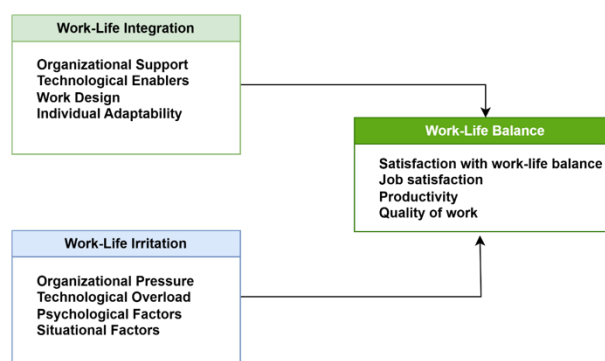 Work-Life Integration
Organizational Support
Technological Enablers
Work Design
Individual Adaptability
Work-Life Balance
Satisfaction with work-life balance
Job satisfaction
Productivity
Quality of work
Work-Life Irritation
Organizational Pressure
Technological Overload
Psychological Factors
Situational Factors